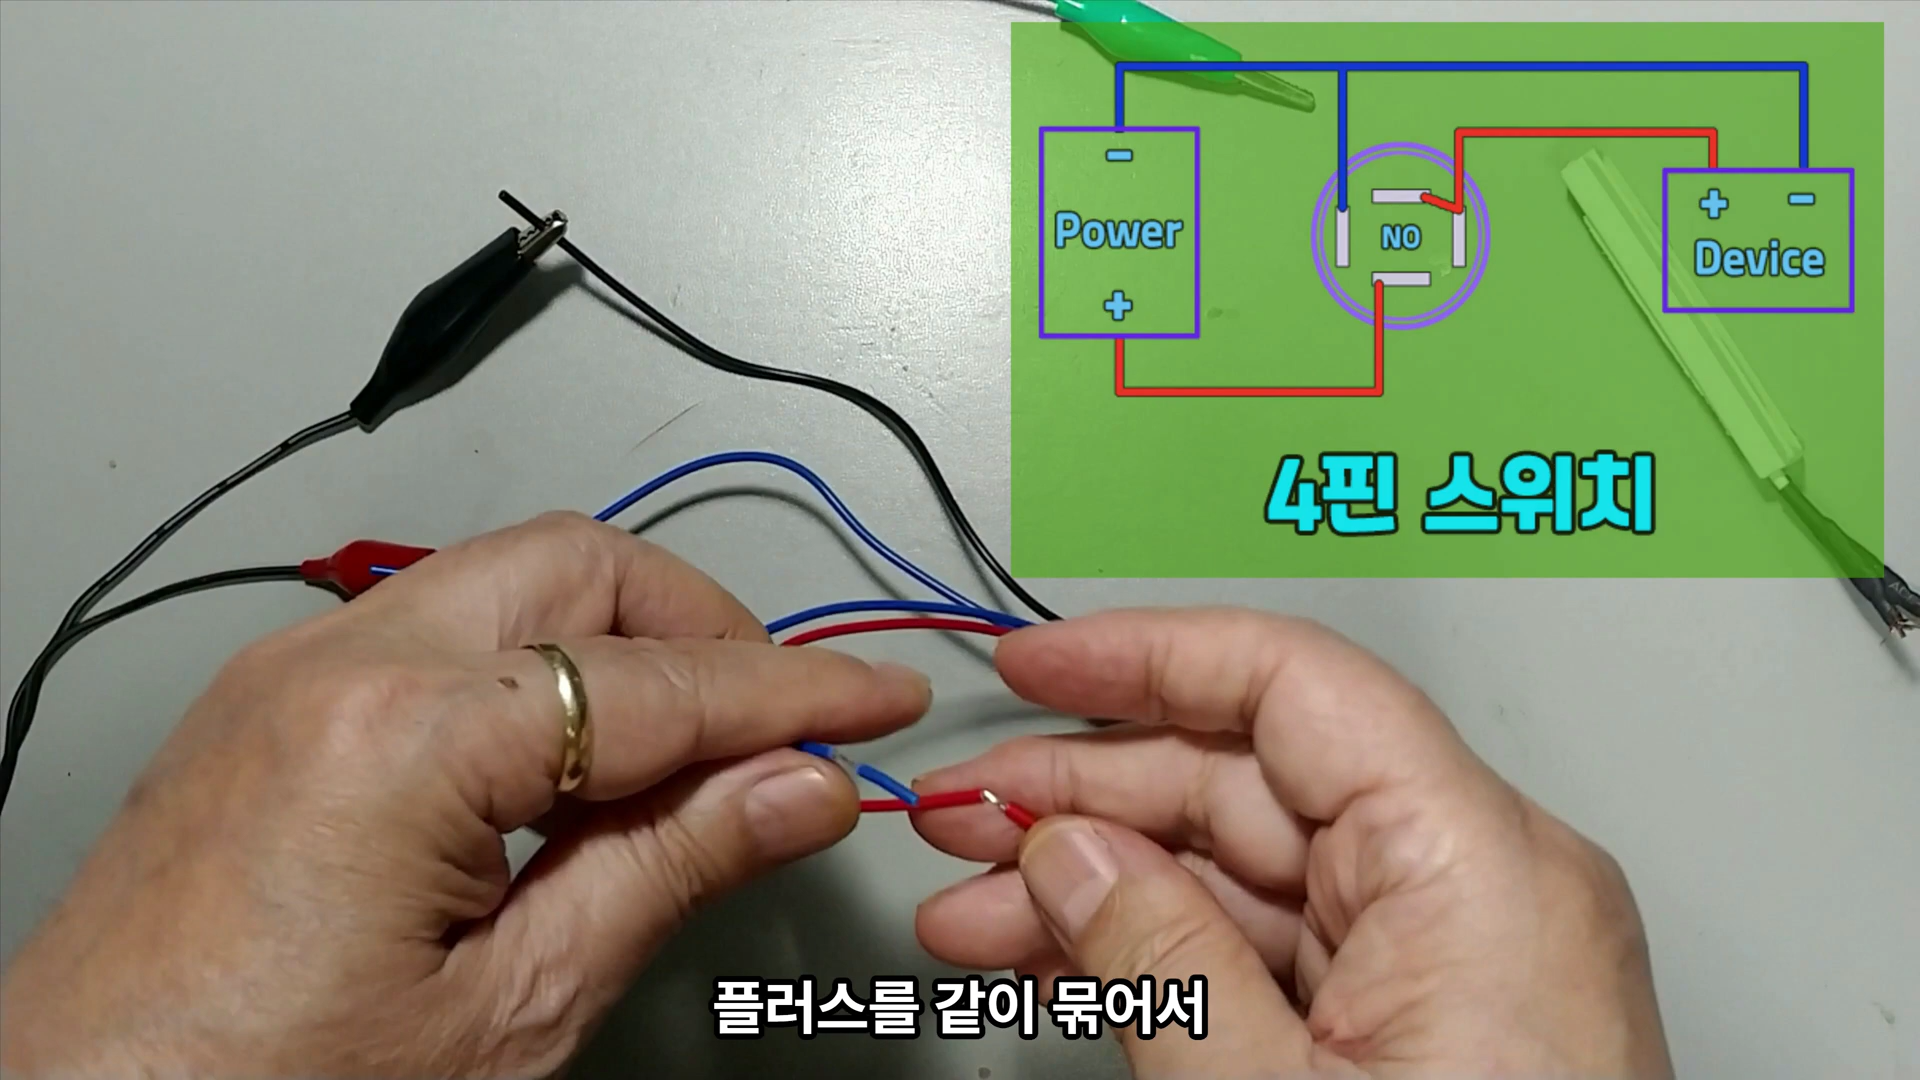 −
Power
+
NO
+ −
Device
4핀 스위치
플러스를 같이 묶어서